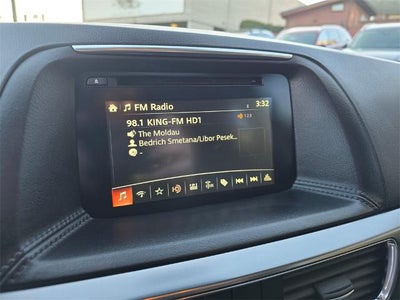 FM Radio 3:32
98.1 KING-FM HD1
The Moldau
Bedrich Smetana/Libor Pesek...
-